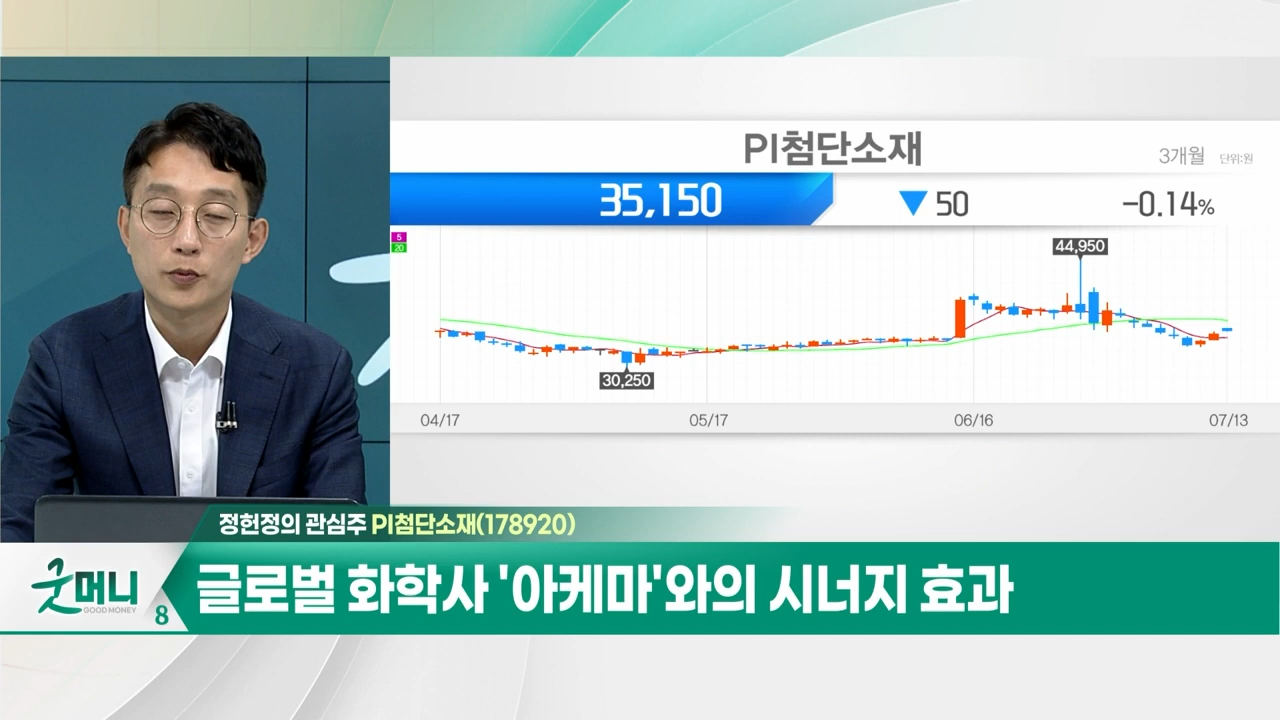 PI첨단소재
3개월 단위:원
35,150 ▼50 -0.14%
5
20
44,950
30,250
04/17 05/17 06/16 07/13
정헌정의 관심주 PI첨단소재(178920)
글로벌 화학사 '아케마'와의 시너지 효과
굿머니
GOOD MONEY
8